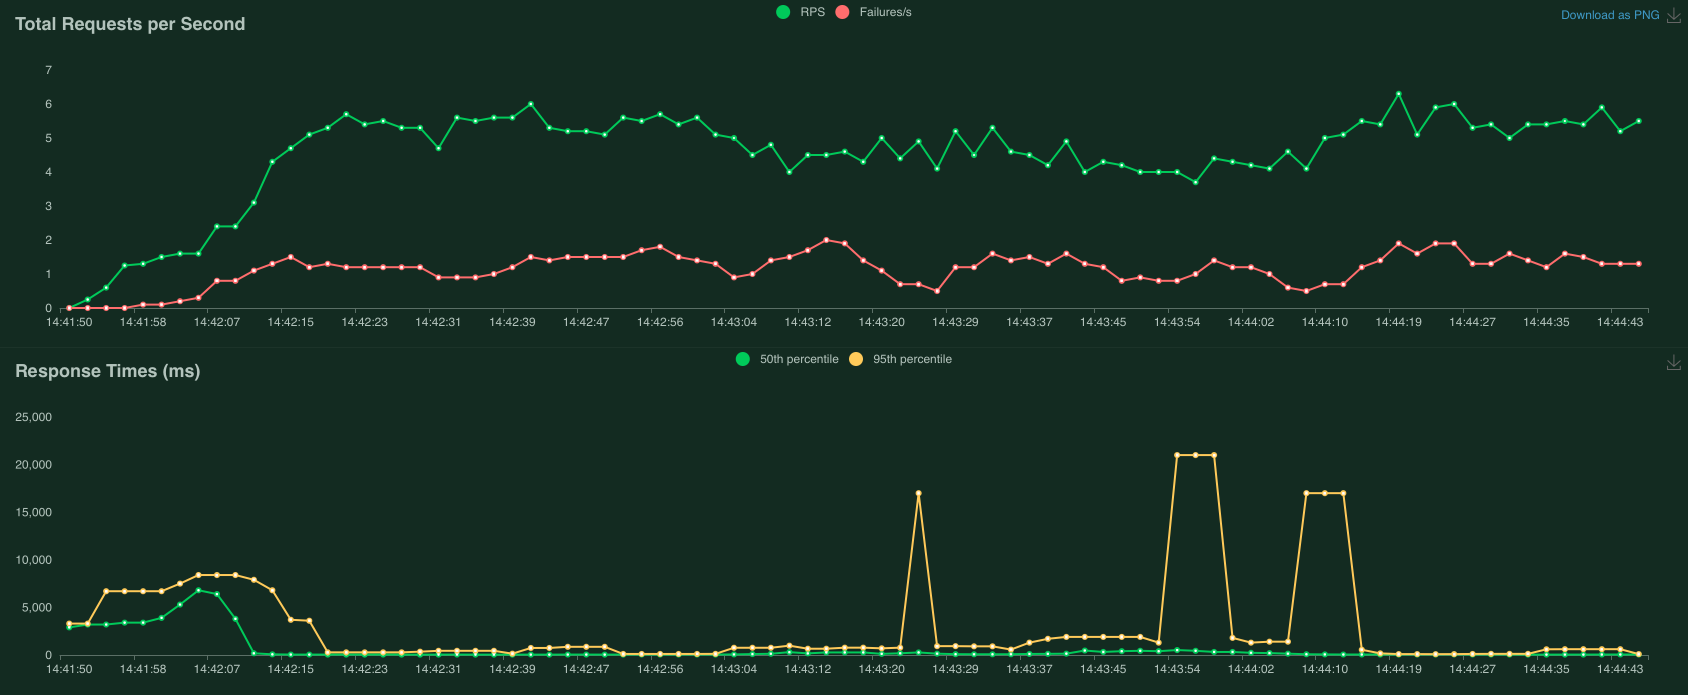 Total Requests per Second
RPS Failures/s
Download as PNG
7
6
5
4
3
2
1
0
14:41:50 14:41:58 14:42:07 14:42:15 14:42:23 14:42:31 14:42:39 14:42:47 14:42:56 14:43:04 14:43:12 14:43:20 14:43:29 14:43:37 14:43:45 14:43:54 14:44:02 14:44:10 14:44:19 14:44:27 14:44:35 14:44:43
Response Times (ms)
50th percentile 95th percentile
25,000
20,000
15,000
10,000
5,000
0
14:41:50 14:41:58 14:42:07 14:42:15 14:42:23 14:42:31 14:42:39 14:42:47 14:42:56 14:43:04 14:43:12 14:43:20 14:43:29 14:43:37 14:43:45 14:43:54 14:44:02 14:44:10 14:44:19 14:44:27 14:44:35 14:44:43